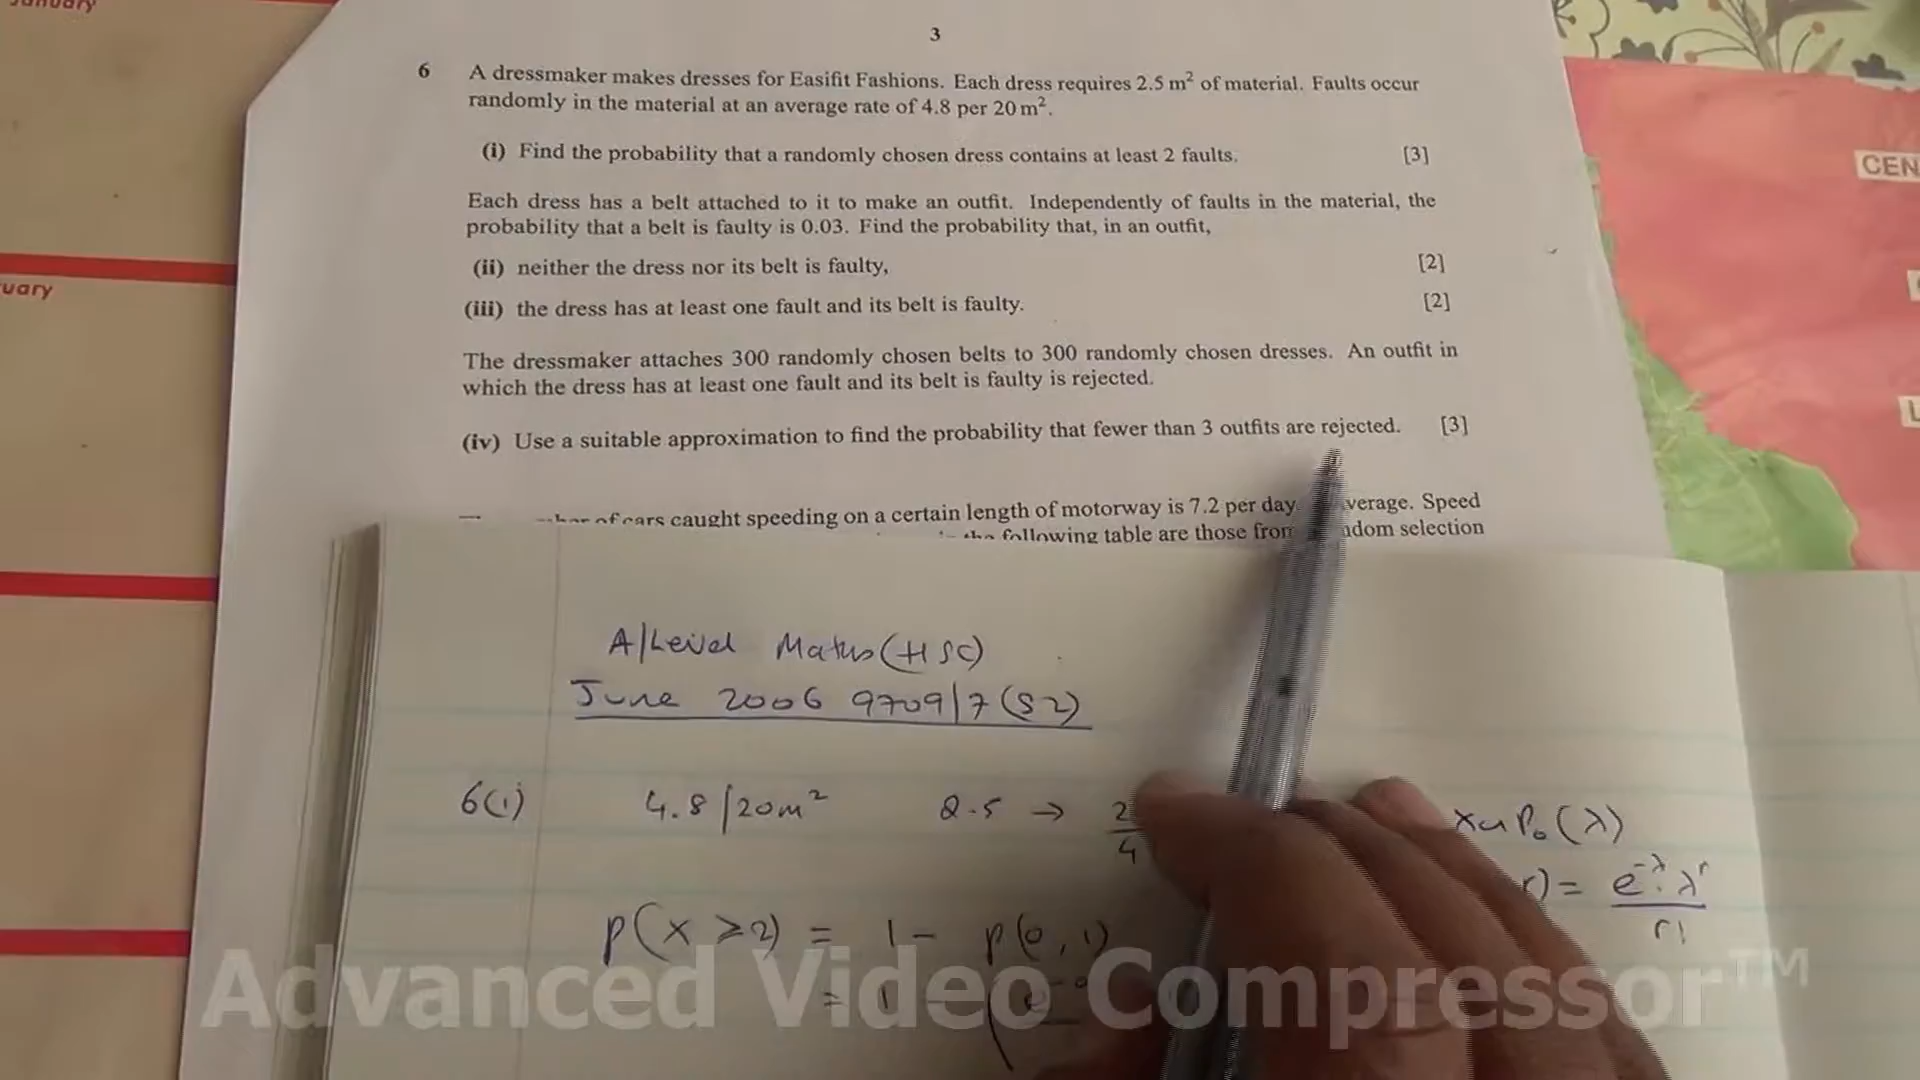 January
3
6 A dressmaker makes dresses for Easifit Fashions. Each dress requires 2.5 m² of material. Faults occur
randomly in the material at an average rate of 4.8 per 20 m².
(i) Find the probability that a randomly chosen dress contains at least 2 faults. [3]
Each dress has a belt attached to it to make an outfit. Independently of faults in the material, the
probability that a belt is faulty is 0.03. Find the probability that, in an outfit,
(ii) neither the dress nor its belt is faulty, [2]
(iii) the dress has at least one fault and its belt is faulty. [2]
The dressmaker attaches 300 randomly chosen belts to 300 randomly chosen dresses. An outfit in
which the dress has at least one fault and its belt is faulty is rejected.
(iv) Use a suitable approximation to find the probability that fewer than 3 outfits are rejected. [3]
of cars caught speeding on a certain length of motorway is 7.2 per day verage. Speed
the following table are those from selection
uary
CEN
A/Level Maths (HSC)
June 2006 9709/7 (S2)
6(i) 4.8/20m² 2.5 → 2/4 X~Po(λ)
r) = e^-λ · λ^r / r!
P(X ≥ 2) = 1 - P(0, 1)
= 1 - (e
Advanced Video Compressor™